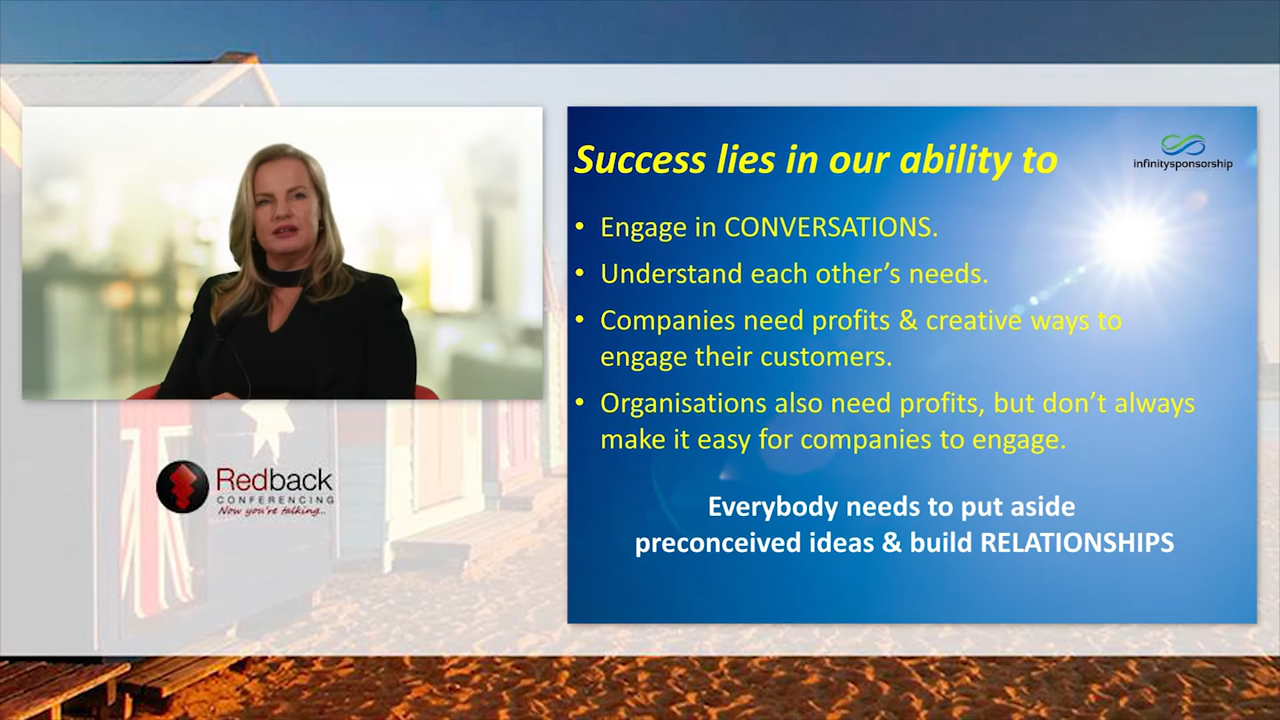 Success lies in our ability to
infinitysponsorship
• Engage in CONVERSATIONS.
• Understand each other’s needs.
• Companies need profits & creative ways to
engage their customers.
• Organisations also need profits, but don’t always
make it easy for companies to engage.
Everybody needs to put aside
preconceived ideas & build RELATIONSHIPS
Redback
CONFERENCING
Now you're talking..